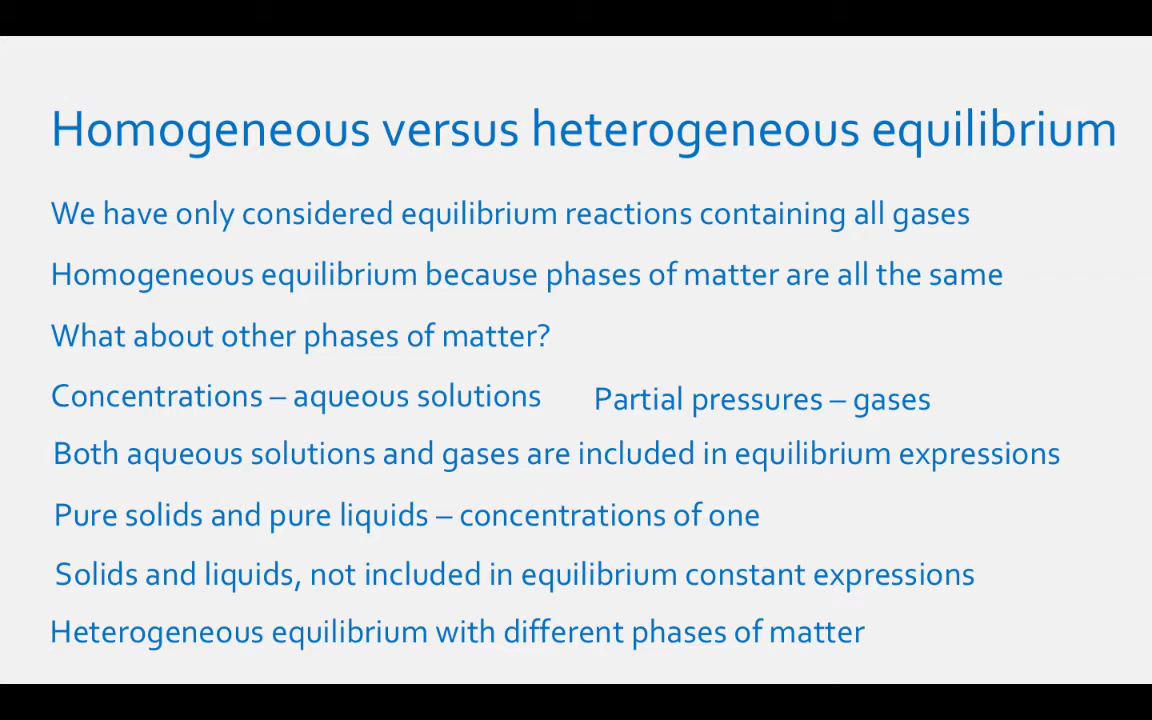 Homogeneous versus heterogeneous equilibrium
We have only considered equilibrium reactions containing all gases
Homogeneous equilibrium because phases of matter are all the same
What about other phases of matter?
Concentrations – aqueous solutions Partial pressures – gases
Both aqueous solutions and gases are included in equilibrium expressions
Pure solids and pure liquids – concentrations of one
Solids and liquids, not included in equilibrium constant expressions
Heterogeneous equilibrium with different phases of matter